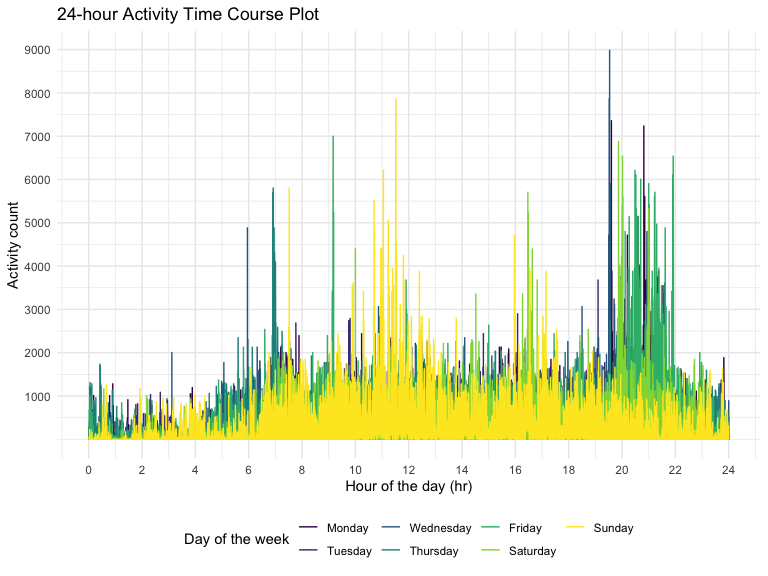 24-hour Activity Time Course Plot
9000
8000
7000
6000
5000
4000
3000
2000
1000
Activity count
0 2 4 6 8 10 12 14 16 18 20 22 24
Hour of the day (hr)
Day of the week
Monday Wednesday Friday Sunday
Tuesday Thursday Saturday